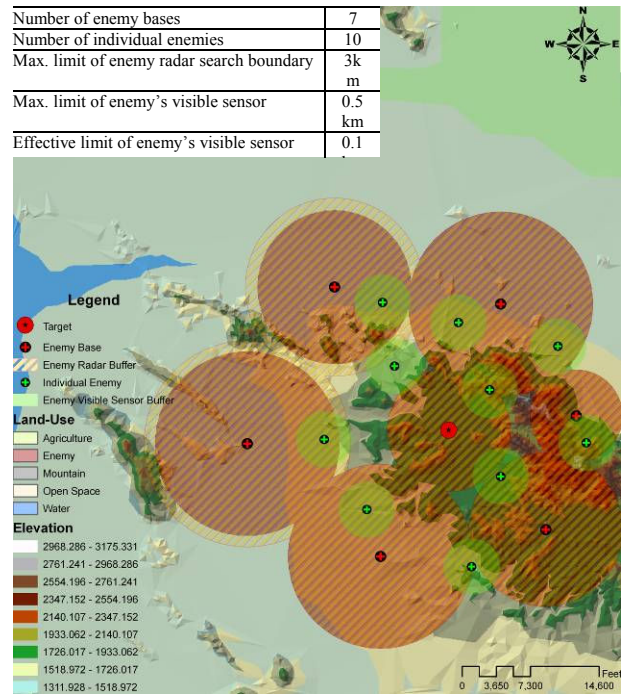 Number of enemy bases 7
Number of individual enemies 10
Max. limit of enemy radar search boundary 3k
m
Max. limit of enemy's visible sensor 0.5
km
Effective limit of enemy's visible sensor 0.1
N
W E
S
Legend
Target
Enemy Base
Enemy Radar Buffer
Individual Enemy
Enemy Visible Sensor Buffer
Land-Use
Agriculture
Enemy
Mountain
Open Space
Water
Elevation
2968.286 - 3175.331
2761.241 - 2968.286
2554.196 - 2761.241
2347.152 - 2554.196
2140.107 - 2347.152
1933.062 - 2140.107
1726.017 - 1933.062
1518.972 - 1726.017
1311.928 - 1518.972
Feet
0 3,650 7,300 14,600